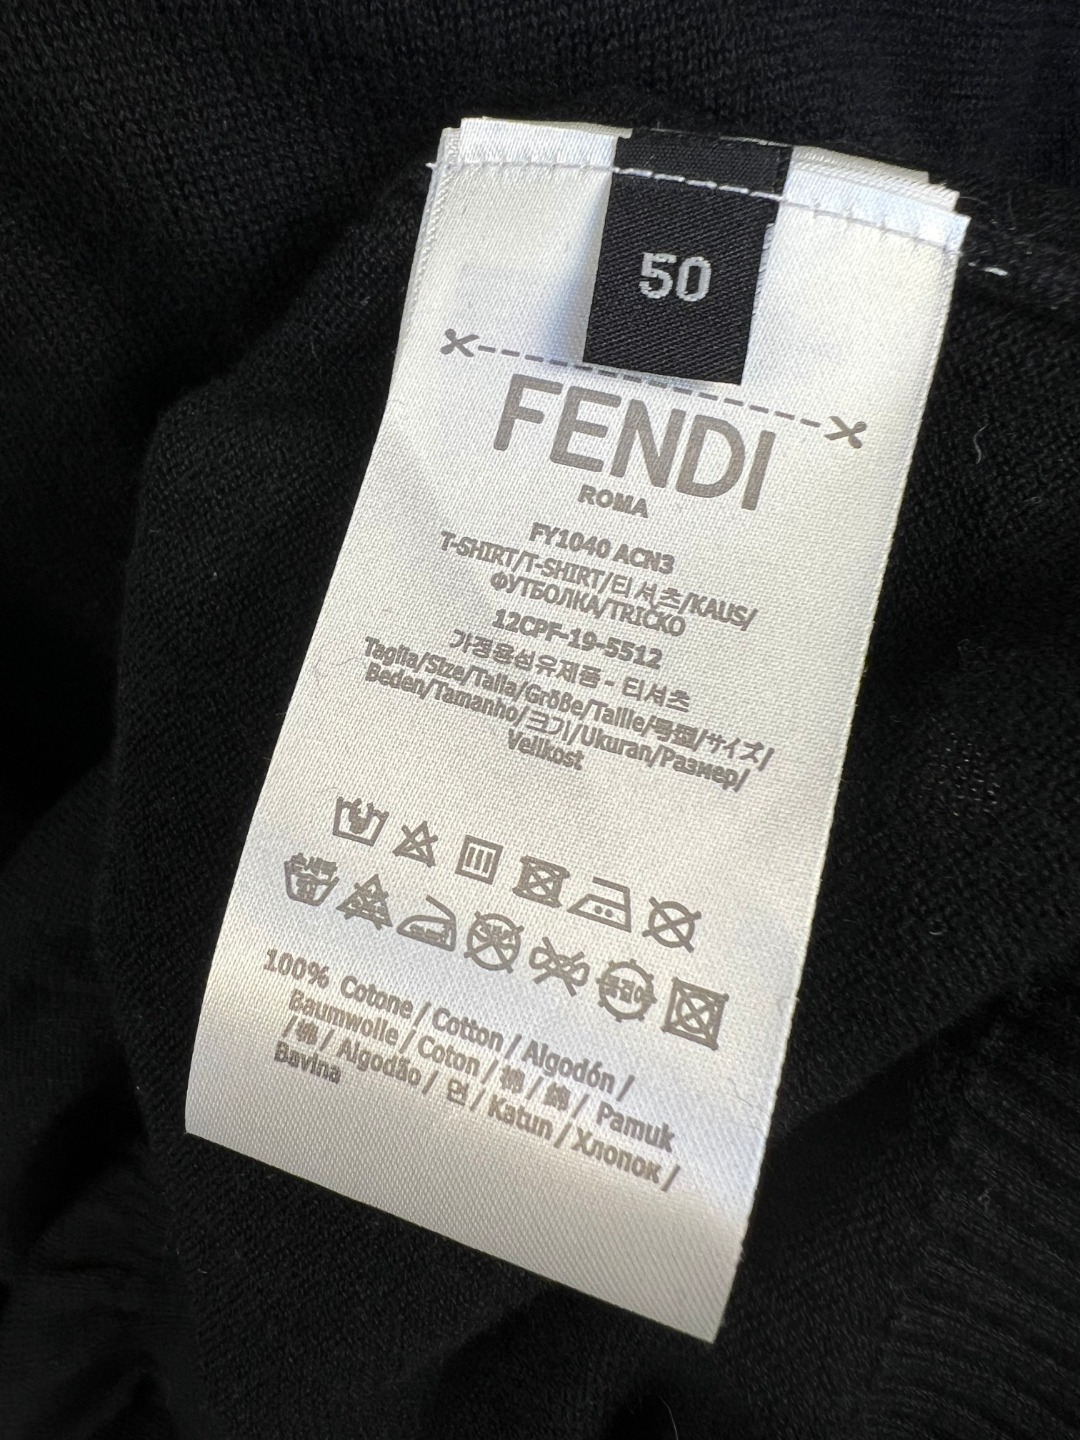 50
FENDI
ROMA
FY1040 ACN3
T-SHIRT/T-SHIRT/티셔츠/KAUS/
ФУТБОЛКА/TRIČKO
12CPF-19-5512
가정용섬유제품 - 티셔츠
Taglia/Size/Talla/Größe/Taille/号型/サイズ/
Beden/Tamanho/크기/Ukuran/Размер/
Velikost
손세탁
100% Cotone / Cotton / Algodón /
Baumwolle / Coton / 棉 / 綿 / Pamuk
/ 棉 / Algodão / 면 / Katun / Хлопок /
Bavlna